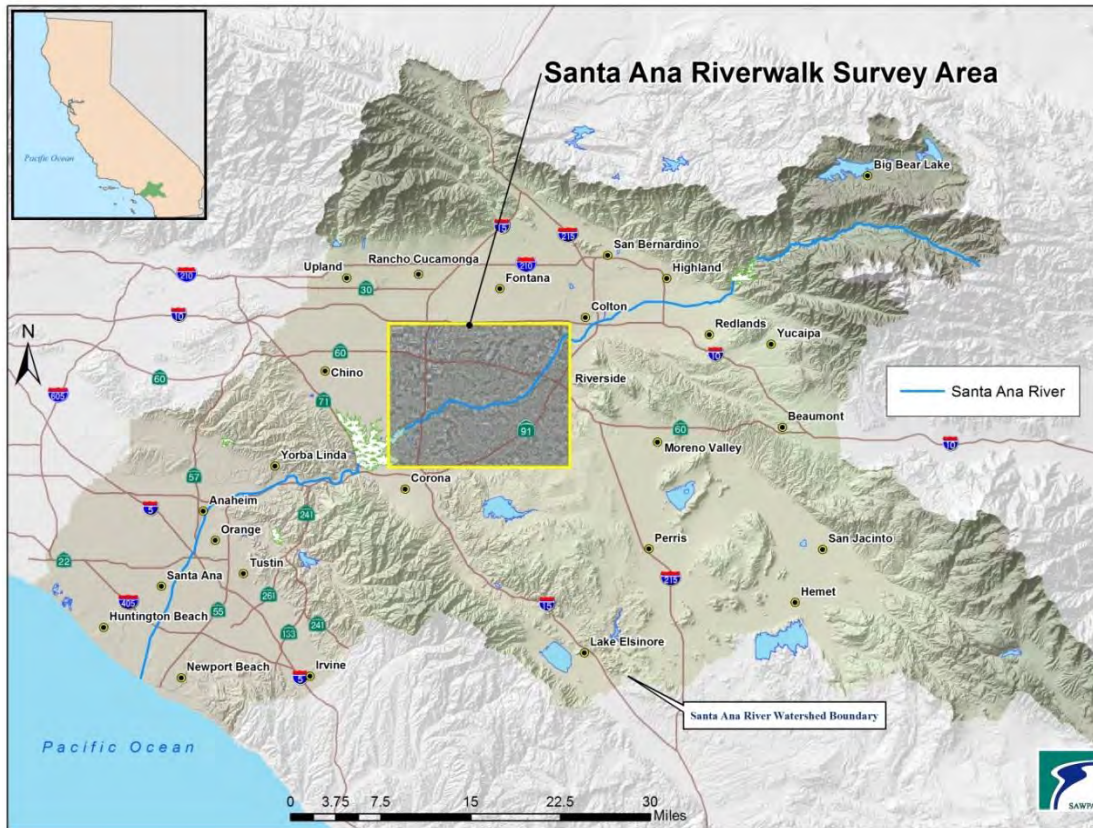 Santa Ana Riverwalk Survey Area
Pacific Ocean
Big Bear Lake
15
215
San Bernardino
210
Upland
Rancho Cucamonga
210
Highland
30
Fontana
10
Colton
Redlands
Yucaipa
N
60
60
Chino
10
Riverside
Santa Ana River
605
71
91
Beaumont
60
10
Moreno Valley
Yorba Linda
57
Corona
Anaheim
5
241
Orange
San Jacinto
Perris
22
Tustin
Santa Ana
215
405
55
261
Hemet
15
Huntington Beach
241
133
Lake Elsinore
Newport Beach
5
Irvine
Santa Ana River Watershed Boundary
Pacific Ocean
0 3.75 7.5 15 22.5 30
Miles
SAWPA